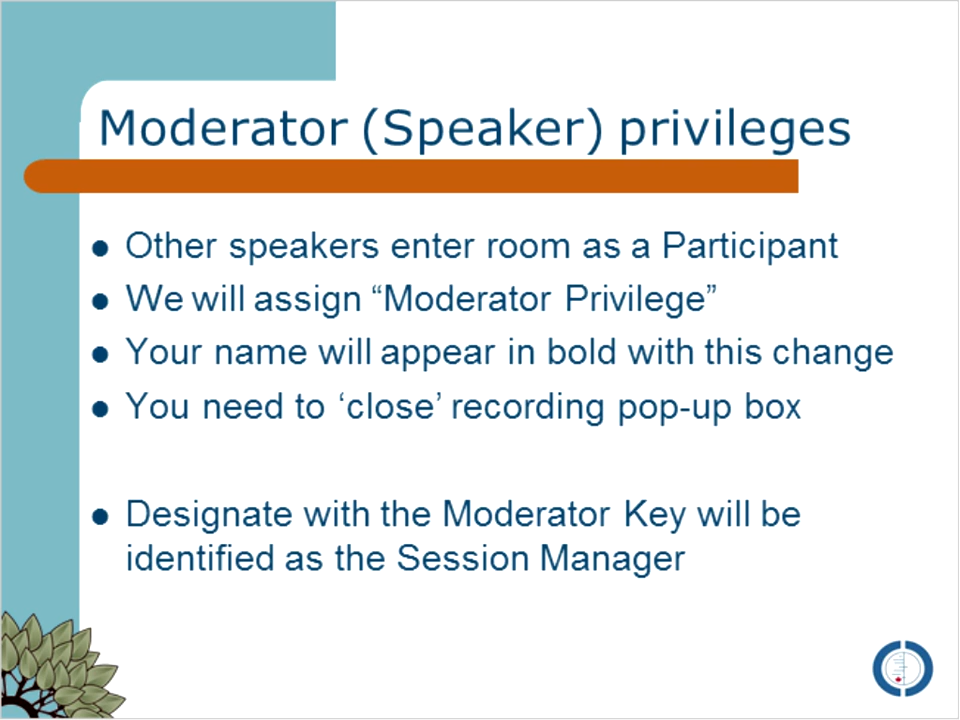 Moderator (Speaker) privileges
● Other speakers enter room as a Participant
● We will assign “Moderator Privilege”
● Your name will appear in bold with this change
● You need to ‘close’ recording pop-up box
● Designate with the Moderator Key will be
identified as the Session Manager